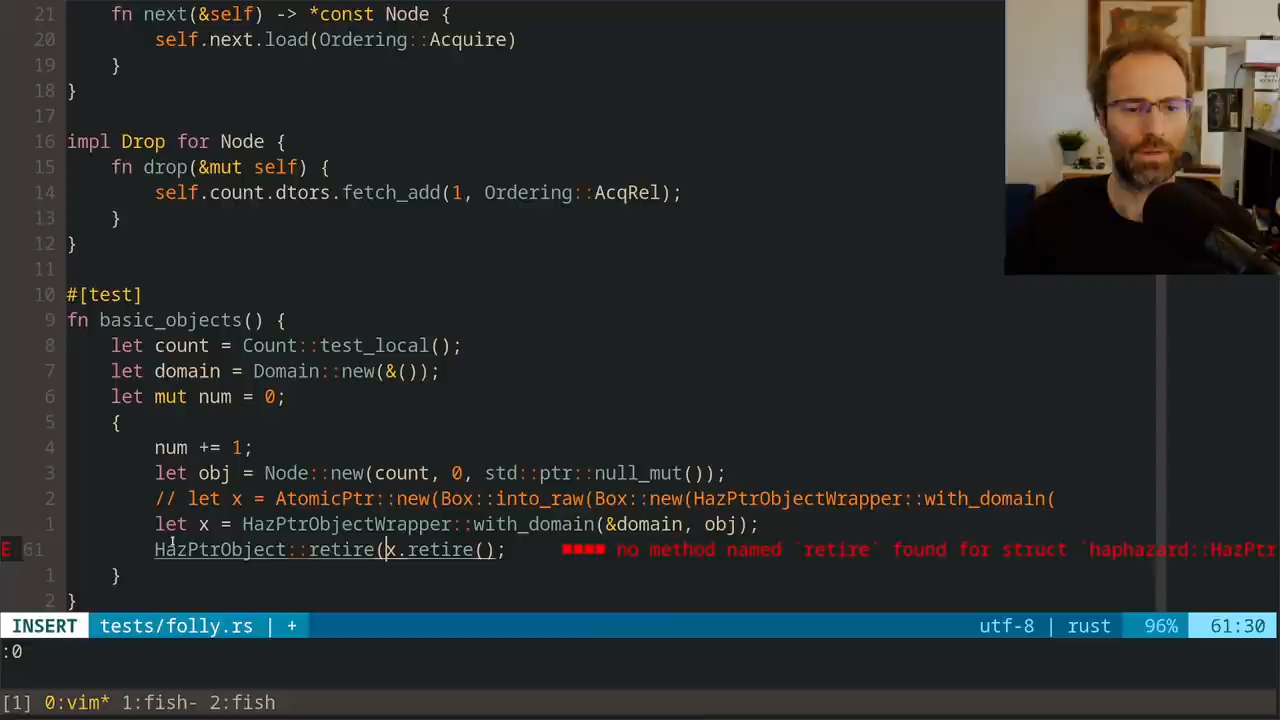 21     fn next(&self) -> *const Node {
20         self.next.load(Ordering::Acquire)
19     }
18 }
17
16 impl Drop for Node {
15     fn drop(&mut self) {
14         self.count.dtors.fetch_add(1, Ordering::AcqRel);
13     }
12 }
11
10 #[test]
9 fn basic_objects() {
8     let count = Count::test_local();
7     let domain = Domain::new(&());
6     let mut num = 0;
5     {
4         num += 1;
3         let obj = Node::new(count, 0, std::ptr::null_mut());
2         // let x = AtomicPtr::new(Box::into_raw(Box::new(HazPtrObjectWrapper::with_domain(
1         let x = HazPtrObjectWrapper::with_domain(&domain, obj);
E 61         HazPtrObject::retire(x.retire();     ■■■■ no method named `retire` found for struct `haphazard::HazPtr
1     }
2 }
INSERT tests/folly.rs | + utf-8 | rust 96% 61:30
:0
[1] 0:vim* 1:fish- 2:fish